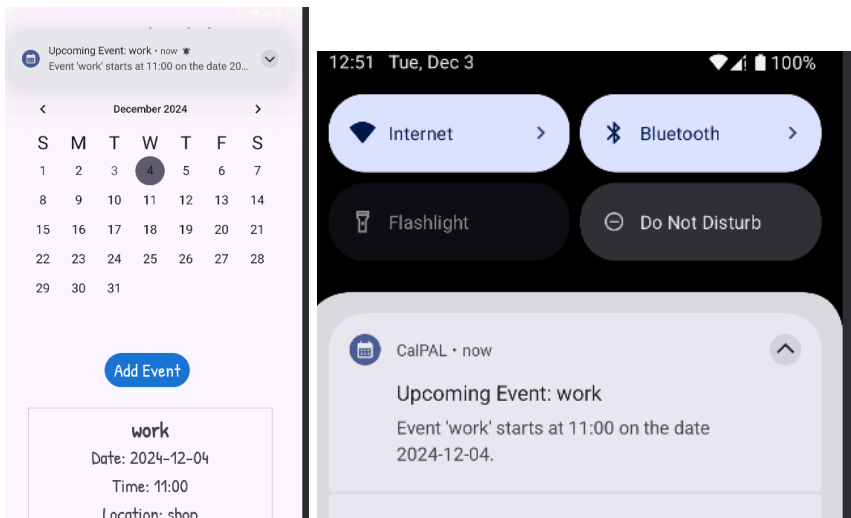 Upcoming Event: work • now
Event 'work' starts at 11:00 on the date 20...
December 2024
S M T W T F S
1 2 3 4 5 6 7
8 9 10 11 12 13 14
15 16 17 18 19 20 21
22 23 24 25 26 27 28
29 30 31
Add Event
work
Date: 2024-12-04
Time: 11:00
Location: shop
12:51 Tue, Dec 3 100%
Internet Bluetooth
Flashlight Do Not Disturb
CalPAL • now
Upcoming Event: work
Event 'work' starts at 11:00 on the date
2024-12-04.